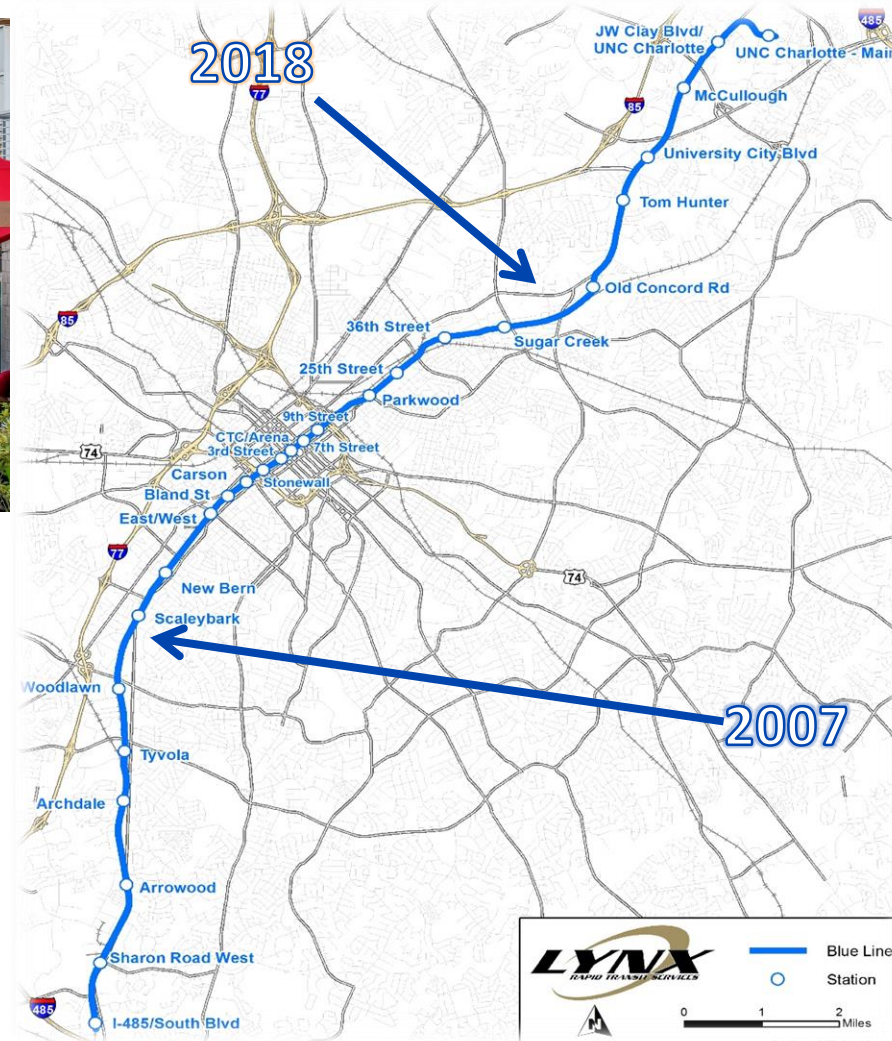 2018
485
JW Clay Blvd/
UNC Charlotte
UNC Charlotte - Main
77
McCullough
85
University City Blvd
Tom Hunter
Old Concord Rd
85
36th Street
Sugar Creek
25th Street
Parkwood
9th Street
CTC/Arena
7th Street
3rd Street
74
Carson
Stonewall
Bland St
East/West
77
74
New Bern
Scaleybark
Woodlawn
2007
Tyvola
Archdale
Arrowood
Sharon Road West
485
I-485/South Blvd
LYNX
RAPID TRANSIT SERVICES
Blue Line
Station
N
0 1 2
Miles